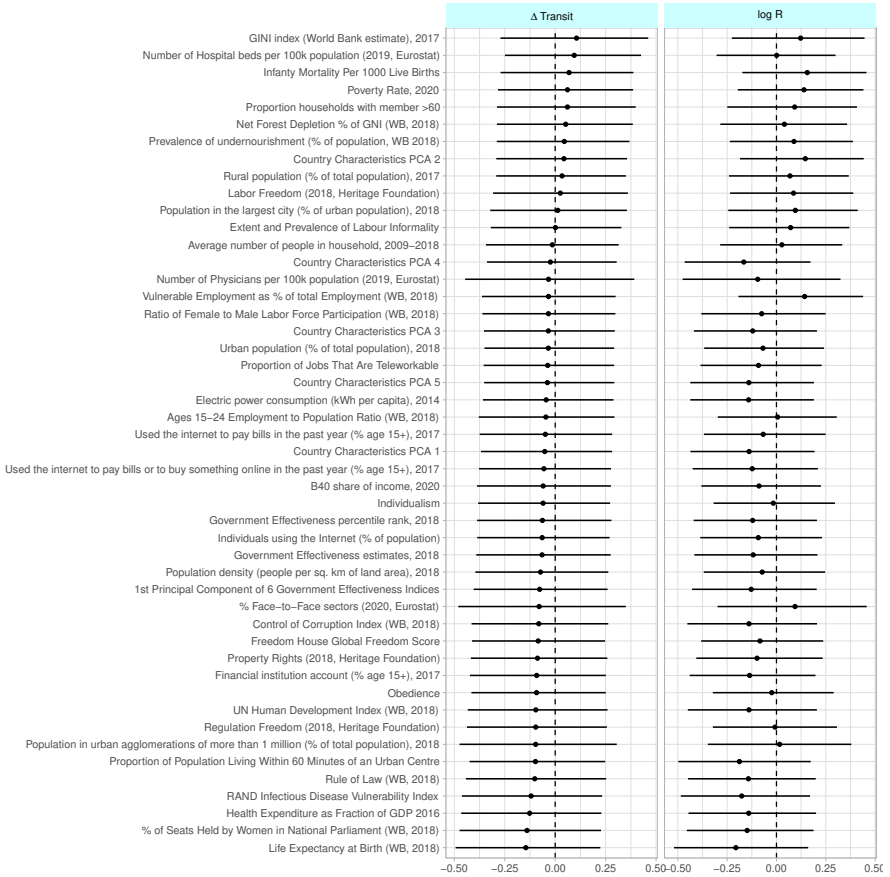 Δ Transit
log R
GINI index (World Bank estimate), 2017
Number of Hospital beds per 100k population (2019, Eurostat)
Infanty Mortality Per 1000 Live Births
Poverty Rate, 2020
Proportion households with member >60
Net Forest Depletion % of GNI (WB, 2018)
Prevalence of undernourishment (% of population, WB 2018)
Country Characteristics PCA 2
Rural population (% of total population), 2017
Labor Freedom (2018, Heritage Foundation)
Population in the largest city (% of urban population), 2018
Extent and Prevalence of Labour Informality
Average number of people in household, 2009−2018
Country Characteristics PCA 4
Number of Physicians per 100k population (2019, Eurostat)
Vulnerable Employment as % of total Employment (WB, 2018)
Ratio of Female to Male Labor Force Participation (WB, 2018)
Country Characteristics PCA 3
Urban population (% of total population), 2018
Proportion of Jobs That Are Teleworkable
Country Characteristics PCA 5
Electric power consumption (kWh per capita), 2014
Ages 15−24 Employment to Population Ratio (WB, 2018)
Used the internet to pay bills in the past year (% age 15+), 2017
Country Characteristics PCA 1
Used the internet to pay bills or to buy something online in the past year (% age 15+), 2017
B40 share of income, 2020
Individualism
Government Effectiveness percentile rank, 2018
Individuals using the Internet (% of population)
Government Effectiveness estimates, 2018
Population density (people per sq. km of land area), 2018
1st Principal Component of 6 Government Effectiveness Indices
% Face−to−Face sectors (2020, Eurostat)
Control of Corruption Index (WB, 2018)
Freedom House Global Freedom Score
Property Rights (2018, Heritage Foundation)
Financial institution account (% age 15+), 2017
Obedience
UN Human Development Index (WB, 2018)
Regulation Freedom (2018, Heritage Foundation)
Population in urban agglomerations of more than 1 million (% of total population), 2018
Proportion of Population Living Within 60 Minutes of an Urban Centre
Rule of Law (WB, 2018)
RAND Infectious Disease Vulnerability Index
Health Expenditure as Fraction of GDP 2016
% of Seats Held by Women in National Parliament (WB, 2018)
Life Expectancy at Birth (WB, 2018)
−0.50 −0.25 0.00 0.25 0.50 −0.50 −0.25 0.00 0.25 0.50